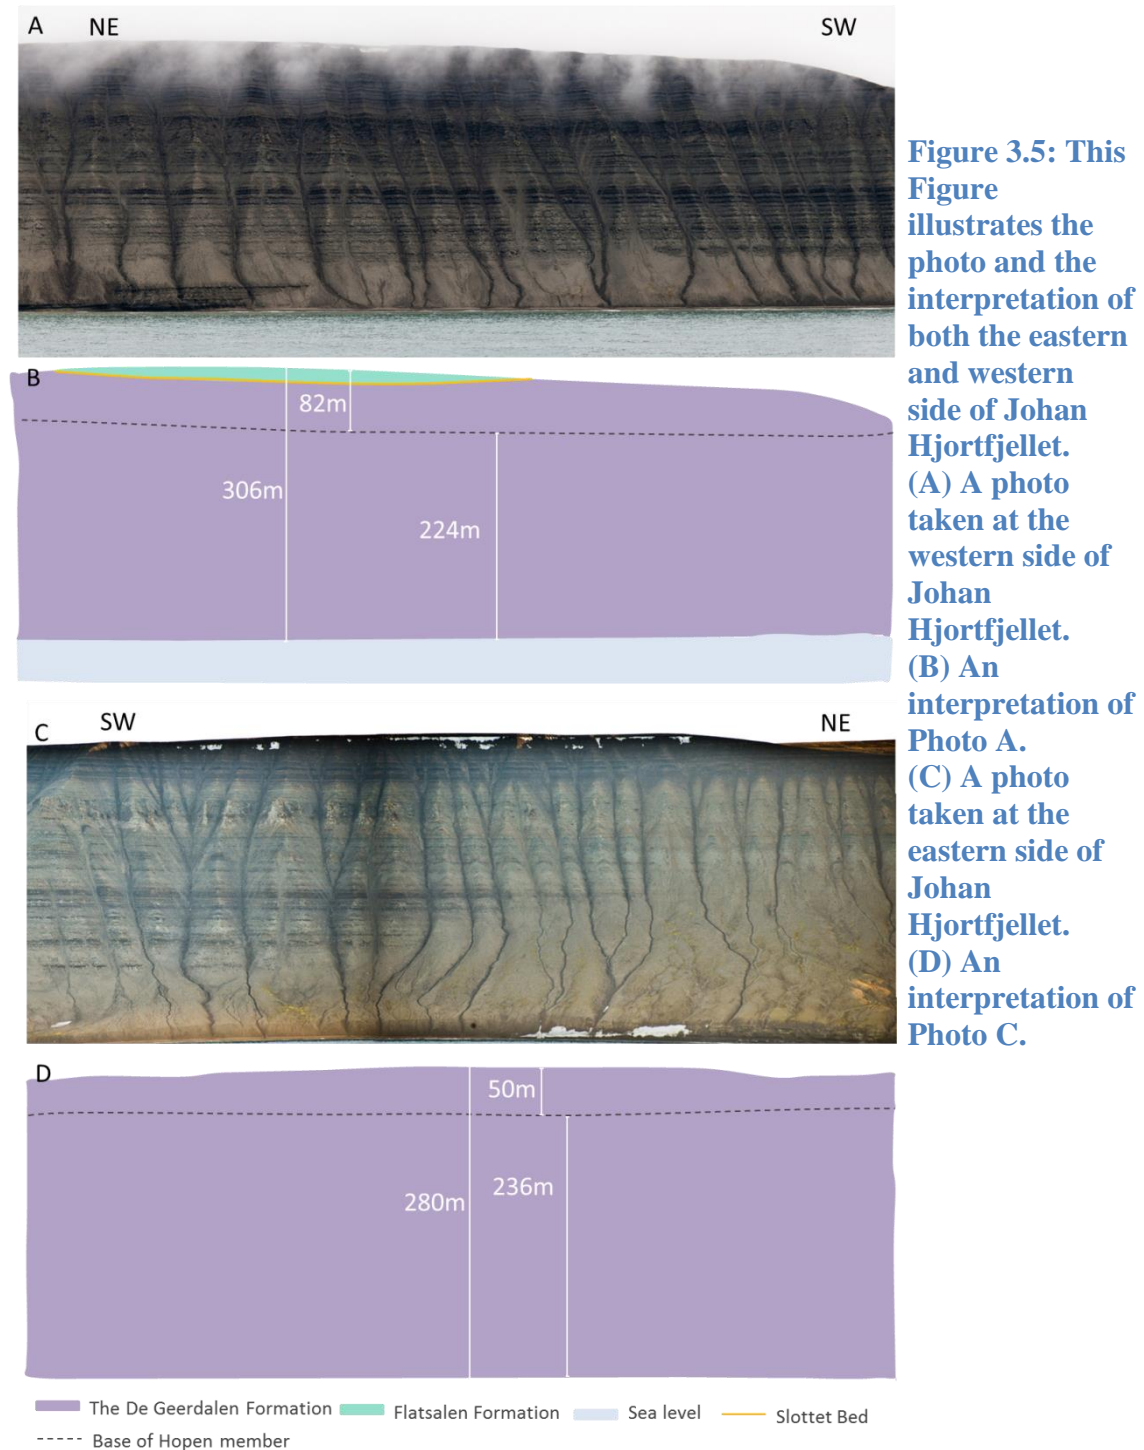 A NE SW
B
82m
306m
224m
C SW NE
D
50m
280m 236m
The De Geerdalen Formation Flatsalen Formation Sea level Slottet Bed
Base of Hopen member
Figure 3.5: This
Figure
illustrates the
photo and the
interpretation of
both the eastern
and western
side of Johan
Hjortfjellet.
(A) A photo
taken at the
western side of
Johan
Hjortfjellet.
(B) An
interpretation of
Photo A.
(C) A photo
taken at the
eastern side of
Johan
Hjortfjellet.
(D) An
interpretation of
Photo C.